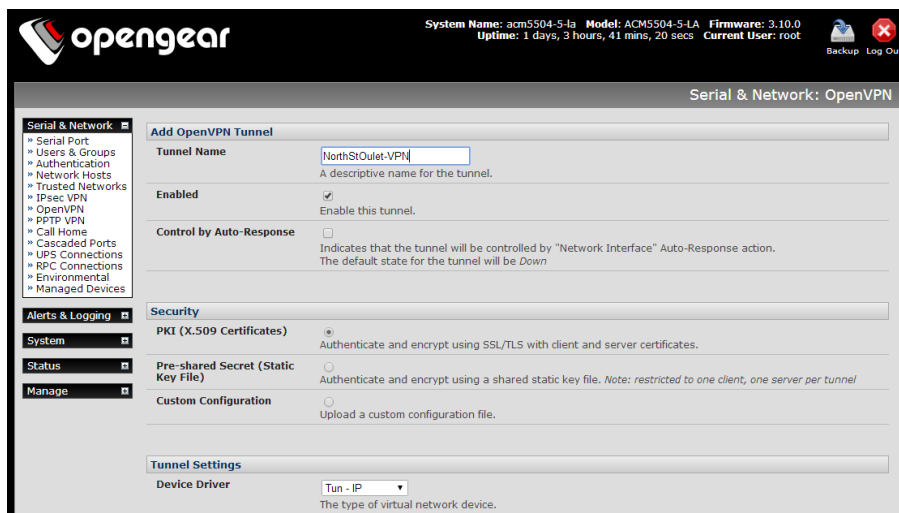 opengear
System Name: acm5504-5-la Model: ACM5504-5-LA Firmware: 3.10.0
Uptime: 1 days, 3 hours, 41 mins, 20 secs Current User: root
Backup Log Ou
Serial & Network: OpenVPN
Serial & Network
» Serial Port
» Users & Groups
» Authentication
» Network Hosts
» Trusted Networks
» IPsec VPN
» OpenVPN
» PPTP VPN
» Call Home
» Cascaded Ports
» UPS Connections
» RPC Connections
» Environmental
» Managed Devices
Alerts & Logging
System
Status
Manage
Add OpenVPN Tunnel
Tunnel Name
NorthStOulet-VPN
A descriptive name for the tunnel.
Enabled
Enable this tunnel.
Control by Auto-Response
Indicates that the tunnel will be controlled by "Network Interface" Auto-Response action.
The default state for the tunnel will be Down
Security
PKI (X.509 Certificates)
Authenticate and encrypt using SSL/TLS with client and server certificates.
Pre-shared Secret (Static
Key File)
Authenticate and encrypt using a shared static key file. Note: restricted to one client, one server per tunnel
Custom Configuration
Upload a custom configuration file.
Tunnel Settings
Device Driver
Tun - IP
The type of virtual network device.